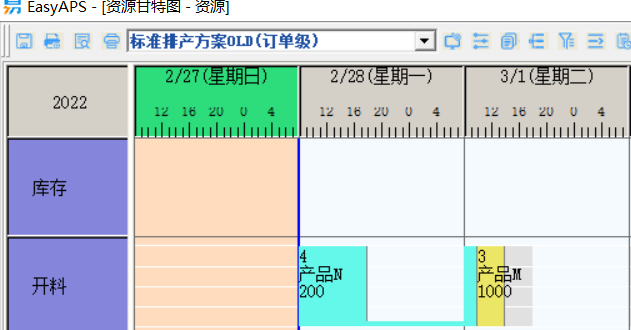 EasyAPS - [资源甘特图 - 资源]
标准排产方案OLD(订单级)
2022
2/27(星期日)
2/28(星期一)
3/1(星期二)
12 16 20 0 4
12 16 20 0 4
12 16 20 0 4
库存
开料
4
产品N
200
3
产品M
1000